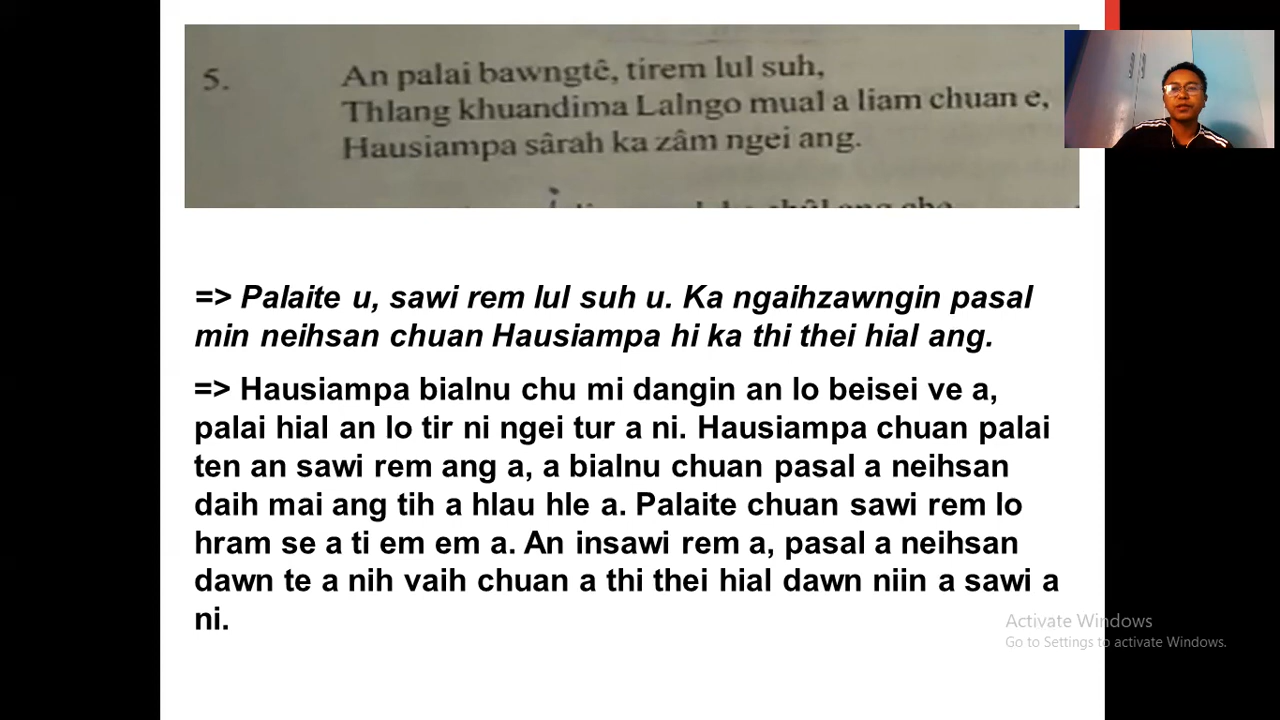 5. An palai bawngtê, tirem lul suh,
Thlang khuandima Lalngo mual a liam chuan e,
Hausiampa sârah ka zâm ngei ang.
=> Palaite u, sawi rem lul suh u. Ka ngaihzawngin pasal
min neihsan chuan Hausiampa hi ka thi thei hial ang.
=> Hausiampa bialnu chu mi dangin an lo beisei ve a,
palai hial an lo tir ni ngei tur a ni. Hausiampa chuan palai
ten an sawi rem ang a, a bialnu chuan pasal a neihsan
daih mai ang tih a hlau hle a. Palaite chuan sawi rem lo
hram se a ti em em a. An insawi rem a, pasal a neihsan
dawn te a nih vaih chuan a thi thei hial dawn niin a sawi a
ni.
Activate Windows
Go to Settings to activate Windows.